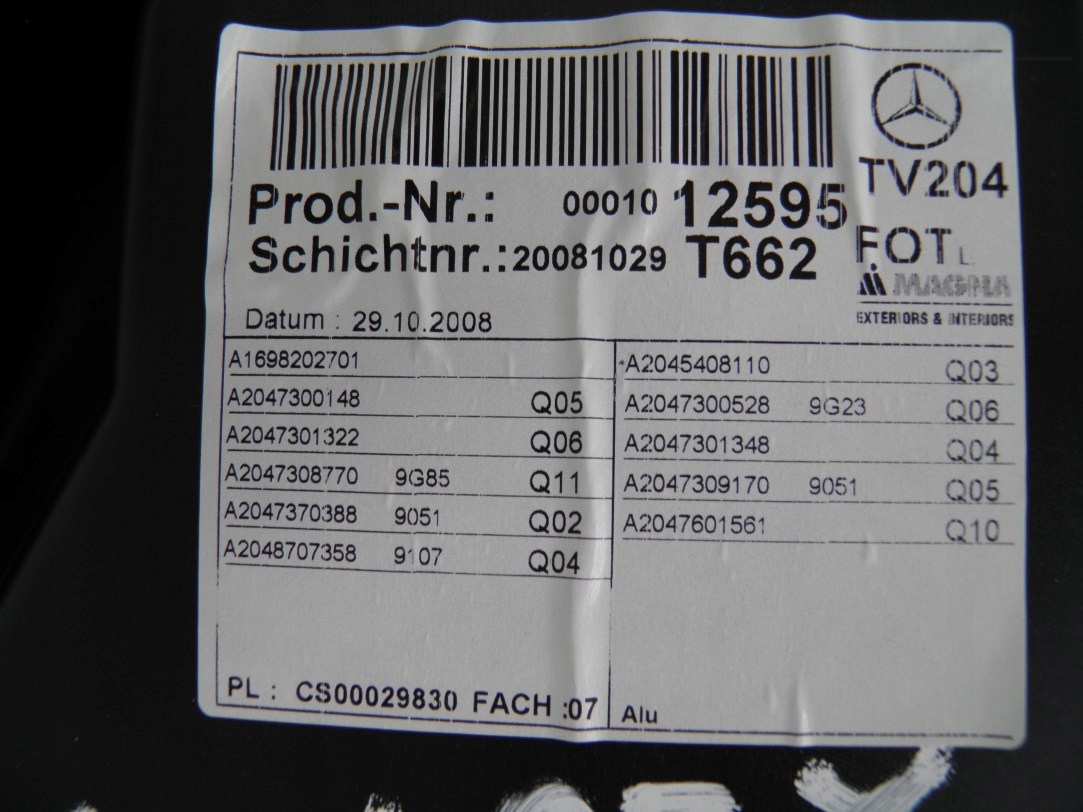 Prod.-Nr.: 00010 12595
Schichtnr.:20081029 T662
Datum : 29.10.2008
TV204
F.OT L
MAGNA
EXTERIORS & INTERIORS
A1698202701
A2047300148 Q05
A2047301322 Q06
A2047308770 9G85 Q11
A2047370388 9051 Q02
A2048707358 9107 Q04
A2045408110 Q03
A2047300528 9G23 Q06
A2047301348 Q04
A2047309170 9051 Q05
A2047601561 Q10
PL : CS00029830 FACH :07
Alu